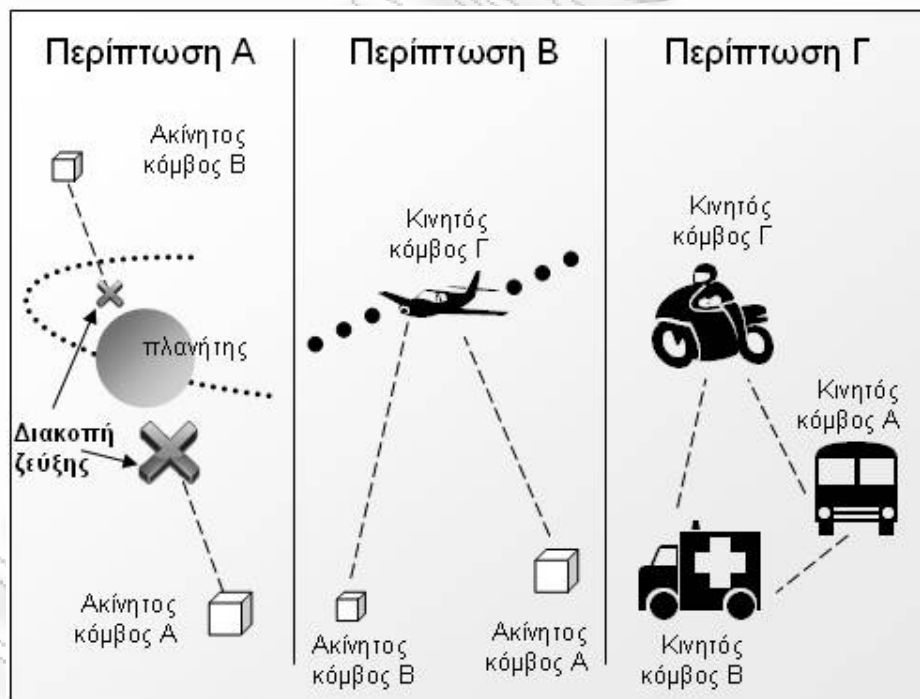 Περίπτωση Α
Ακίνητος
κόμβος Β
πλανήτης
Διακοπή
ζεύξης
Ακίνητος
κόμβος Α
Περίπτωση Β
Κινητός
κόμβος Γ
Ακίνητος
κόμβος Β
Ακίνητος
κόμβος Α
Περίπτωση Γ
Κινητός
κόμβος Γ
Κινητός
κόμβος Α
Κινητός
κόμβος Β